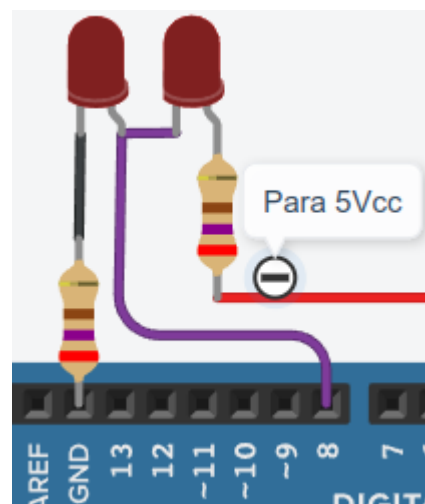 Para 5Vcc
AREF
GND
13
12
~11
~10
~9
8
7
DIGIT